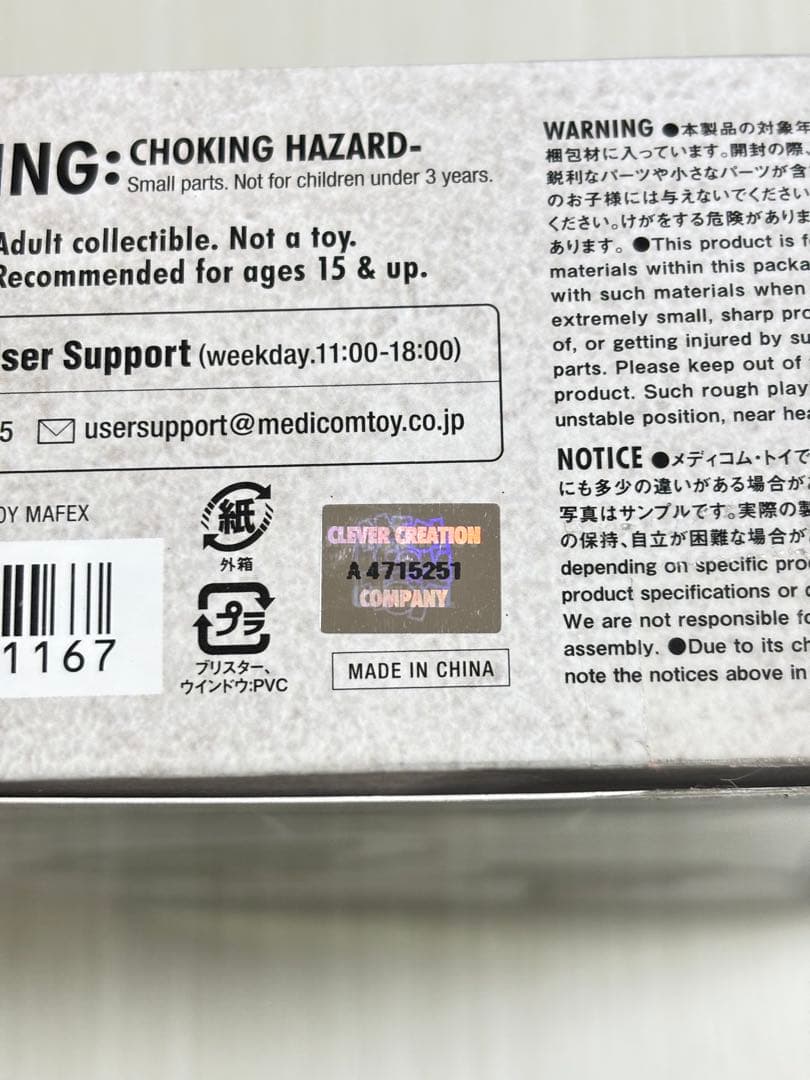 ING: CHOKING HAZARD-
Small parts. Not for children under 3 years.
Adult collectible. Not a toy.
Recommended for ages 15 & up.
ser Support (weekday.11:00-18:00)
5 usersupport@medicomtoy.co.jp
OY MAFEX
1167
紙
外箱
プラ
ブリスター、
ウインドウ:PVC
CLEVER CREATION
A 4715251
COMPANY
MADE IN CHINA
WARNING ●本製品の対象年
梱包材に入っています。開封の際、
鋭利なパーツや小さなパーツが含
のお子様には与えないでください
ください。けがをする危険がありま
あります。●This product is f
materials within this packa
with such materials when
extremely small, sharp pro
of, or getting injured by su
parts. Please keep out of
product. Such rough play
unstable position, near hea
NOTICE ●メディコム・トイで
にも多少の違いがある場合が
写真はサンプルです。実際の製
の保持、自立が困難な場合が
depending on specific pro
product specifications or
We are not responsible fo
assembly. ●Due to its ch
note the notices above in